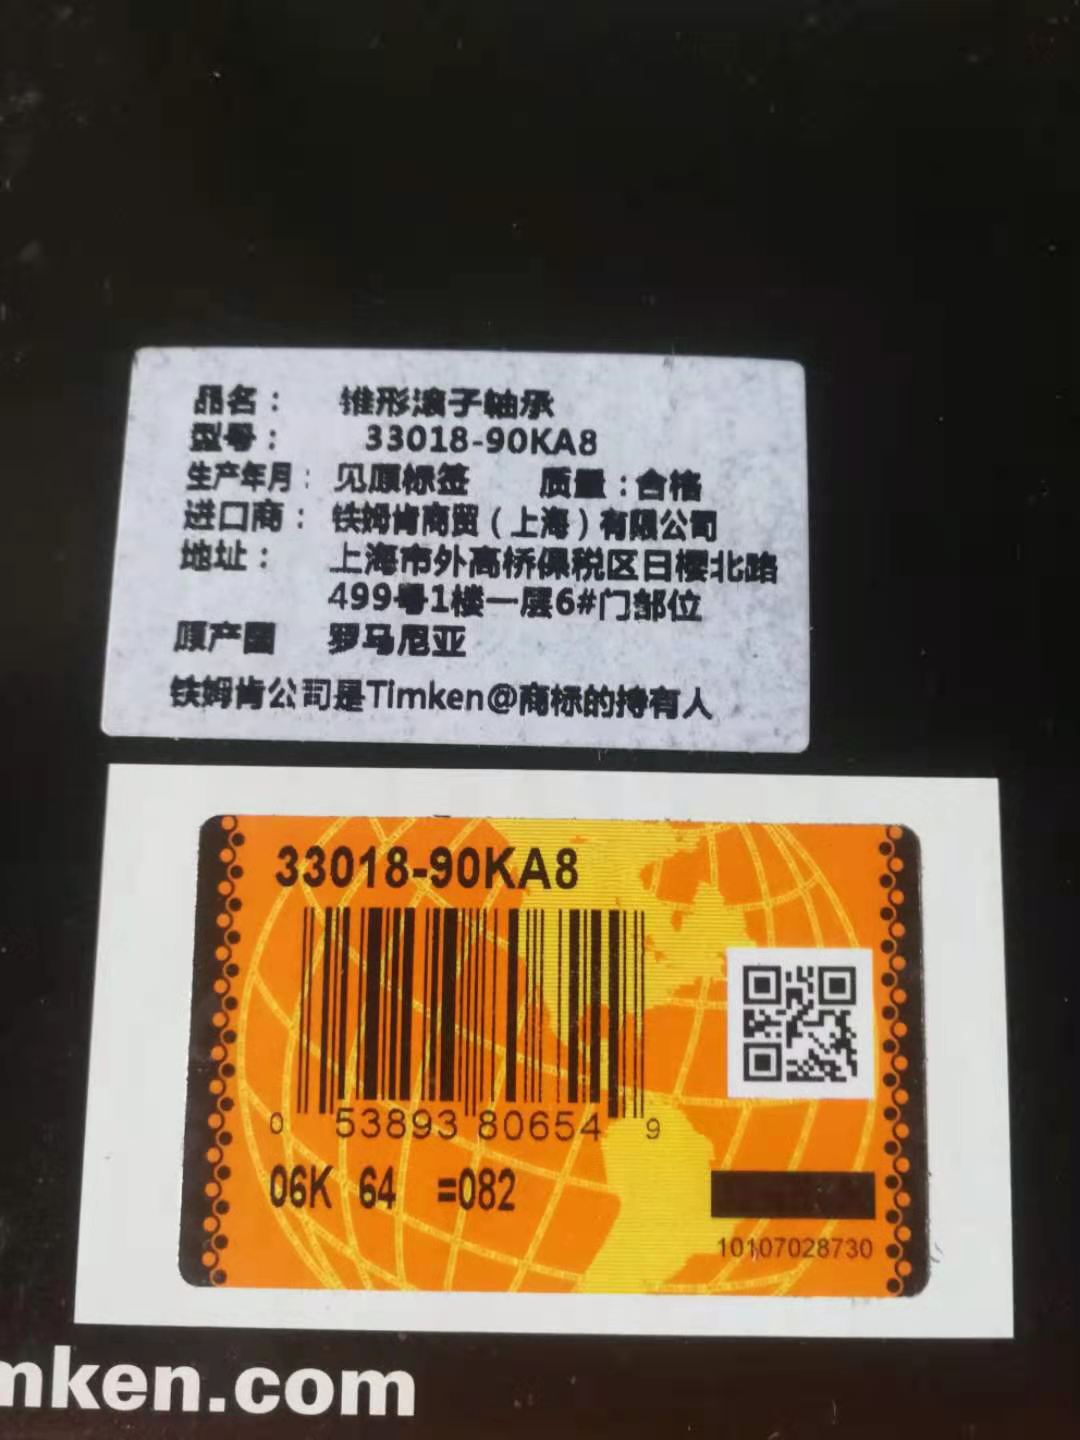 品名： 锥形滚子轴承
型号： 33018-90KA8
生产年月： 见原标签 质量：合格
进口商： 铁姆肯商贸（上海）有限公司
地址： 上海市外高桥保税区日樱北路
499号1楼一层6#门部位
原产国 罗马尼亚
铁姆肯公司是Timken@商标的持有人
33018-90KA8
0 53893 80654 9
06K 64 =082
10107028730
mken.com